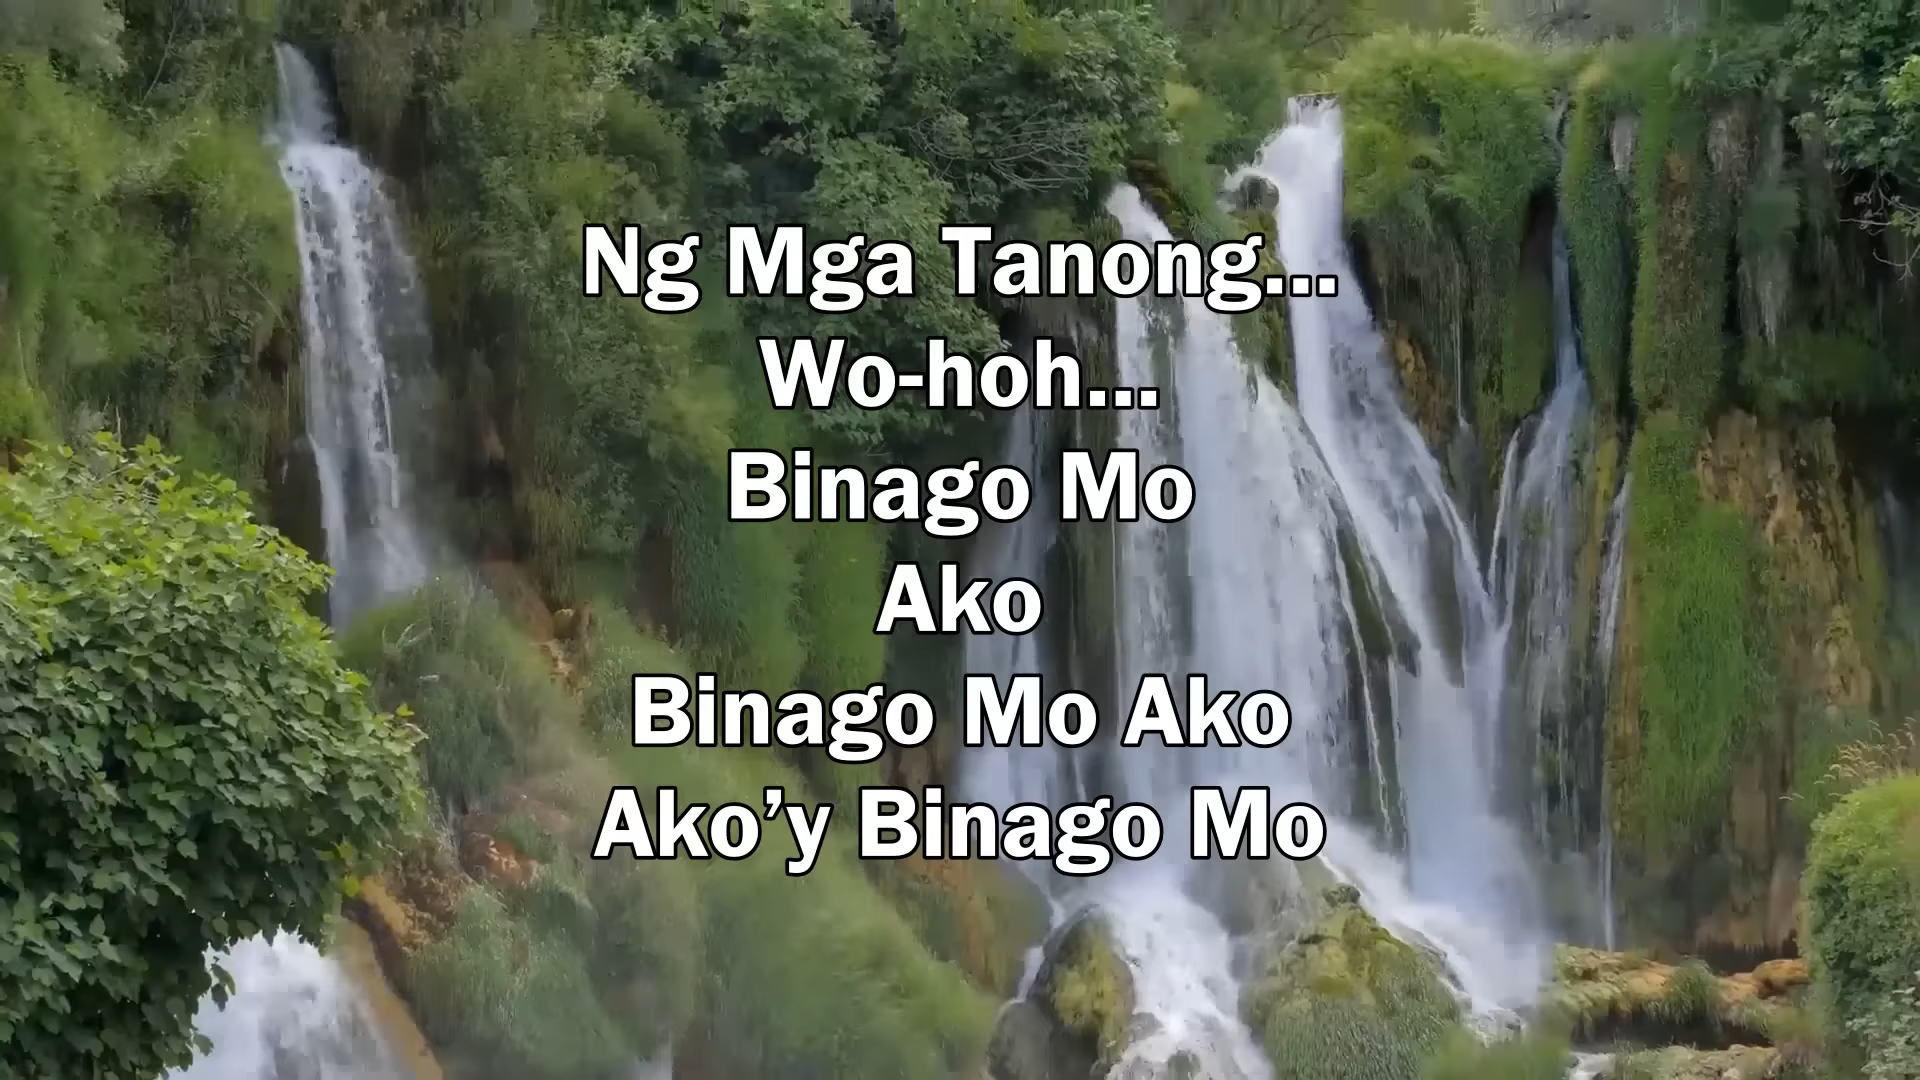 Ng Mga Tanong...
Wo-hoh...
Binago Mo
Ako
Binago Mo Ako
Ako’y Binago Mo